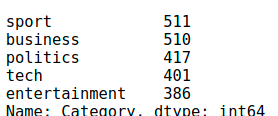 sport 511
business 510
politics 417
tech 401
entertainment 386
Name: Category, dtype: int64